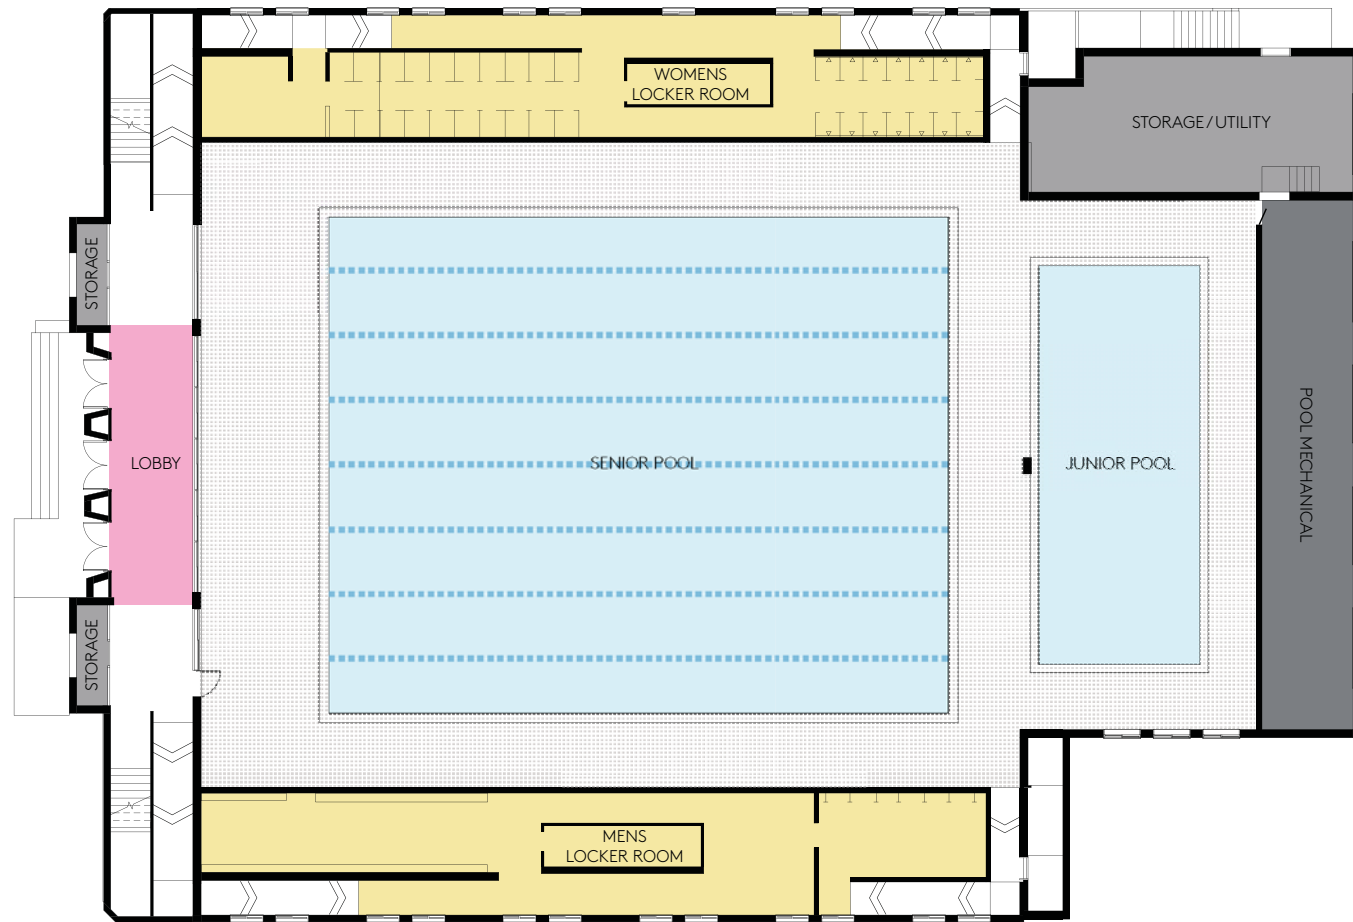 WOMENS
LOCKER ROOM
STORAGE / UTILITY
STORAGE
LOBBY
SENIOR POOL
JUNIOR POOL
POOL MECHANICAL
STORAGE
MENS
LOCKER ROOM